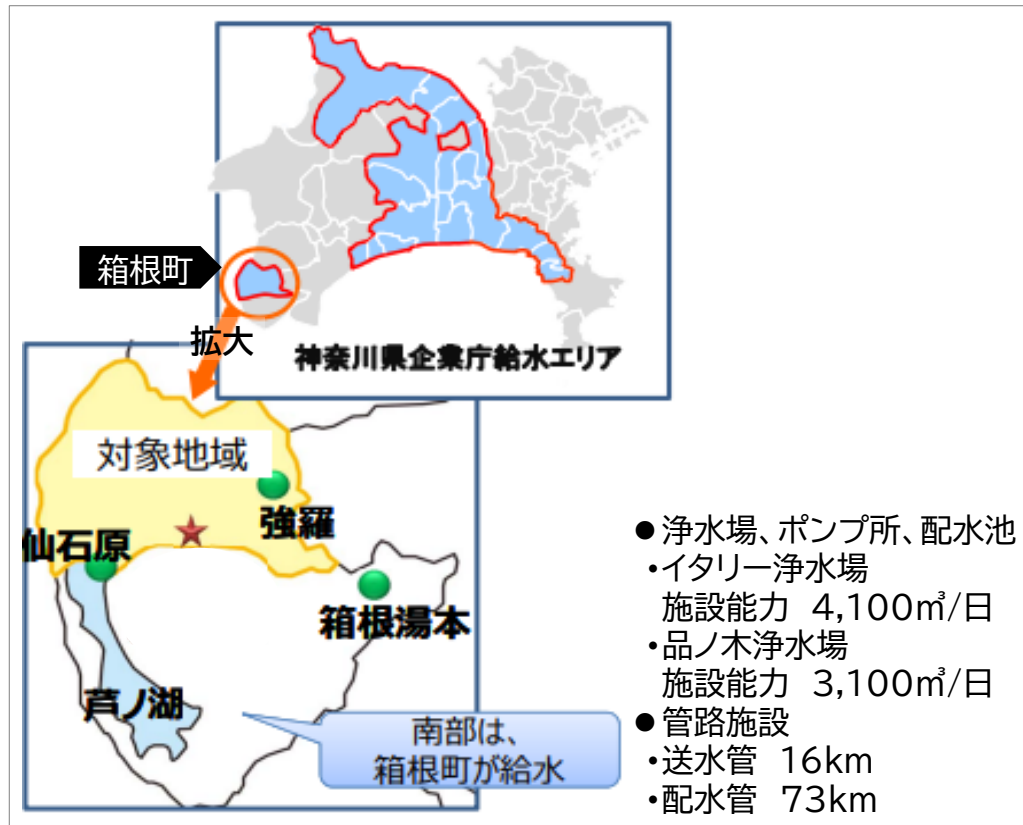 箱根町
拡大
神奈川県企業庁給水エリア
対象地域
強羅
仙石原
箱根湯本
芦ノ湖
南部は、
箱根町が給水
●浄水場、ポンプ所、配水池
・イタリー浄水場
施設能力 4,100㎥/日
・品ノ木浄水場
施設能力 3,100㎥/日
●管路施設
・送水管 16km
・配水管 73km